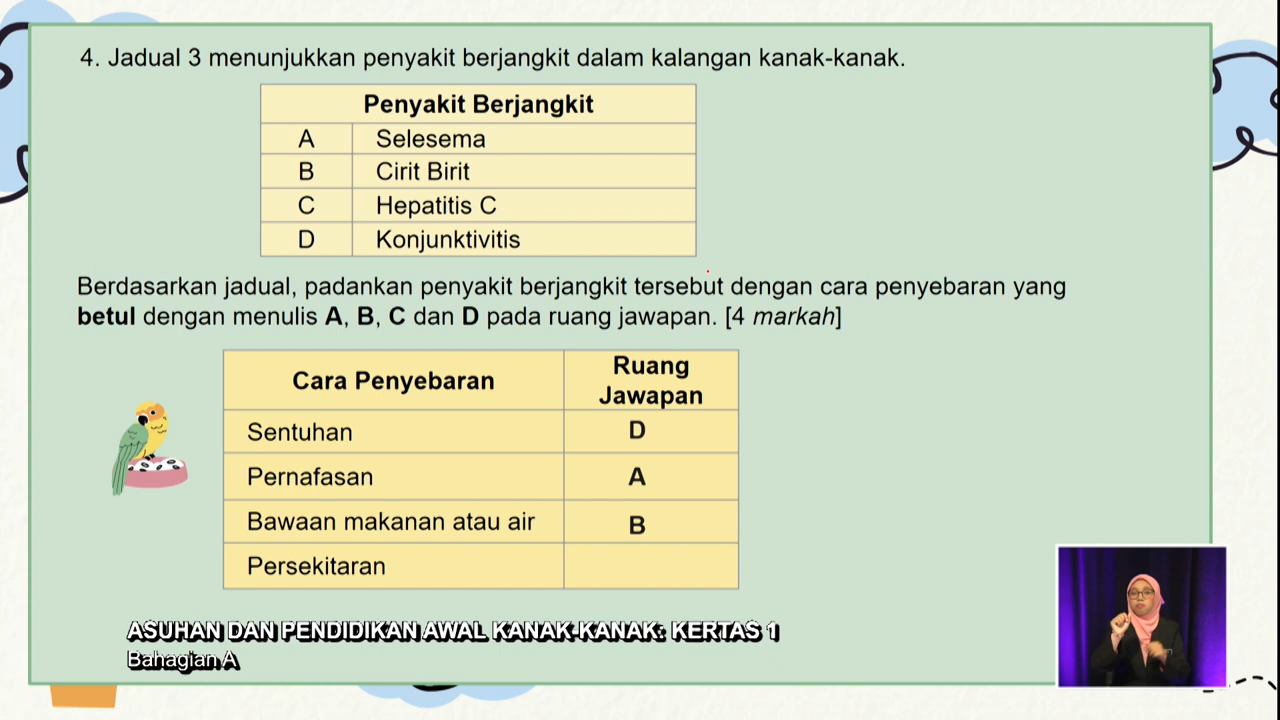 4. Jadual 3 menunjukkan penyakit berjangkit dalam kalangan kanak-kanak.
Penyakit Berjangkit
A Selesema
B Cirit Birit
C Hepatitis C
D Konjunktivitis
Berdasarkan jadual, padankan penyakit berjangkit tersebut dengan cara penyebaran yang
betul dengan menulis A, B, C dan D pada ruang jawapan. [4 markah]
Cara Penyebaran Ruang
Jawapan
Sentuhan D
Pernafasan A
Bawaan makanan atau air B
Persekitaran
ASUHAN DAN PENDIDIKAN AWAL KANAK-KANAK: KERTAS 1
Bahagian A